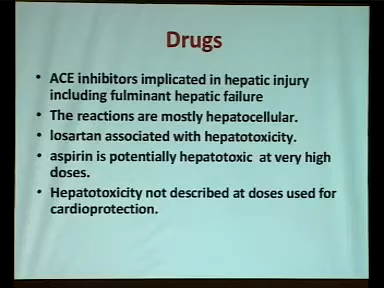 Drugs
• ACE inhibitors implicated in hepatic injury
including fulminant hepatic failure
• The reactions are mostly hepatocellular.
• losartan associated with hepatotoxicity.
• aspirin is potentially hepatotoxic at very high
doses.
• Hepatotoxicity not described at doses used for
cardioprotection.